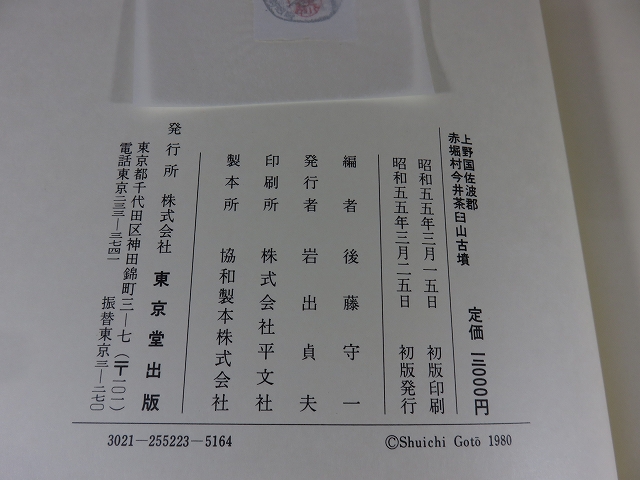 上野国佐波郡
赤堀村今井茶臼山古墳
定価 三〇〇〇円
昭和五五年三月一五日 初版印刷
昭和五五年三月二五日 初版発行
編者 後藤守一
発行者 岩出貞夫
印刷所 株式会社平文社
製本所 協和製本株式会社
発行所 株式会社 東京堂出版
東京都千代田区神田錦町三―七(〒一〇一)
電話東京二三三―三七四一 振替東京三―二七〇
3021―255223―5164
©Shuichi Gotō 1980